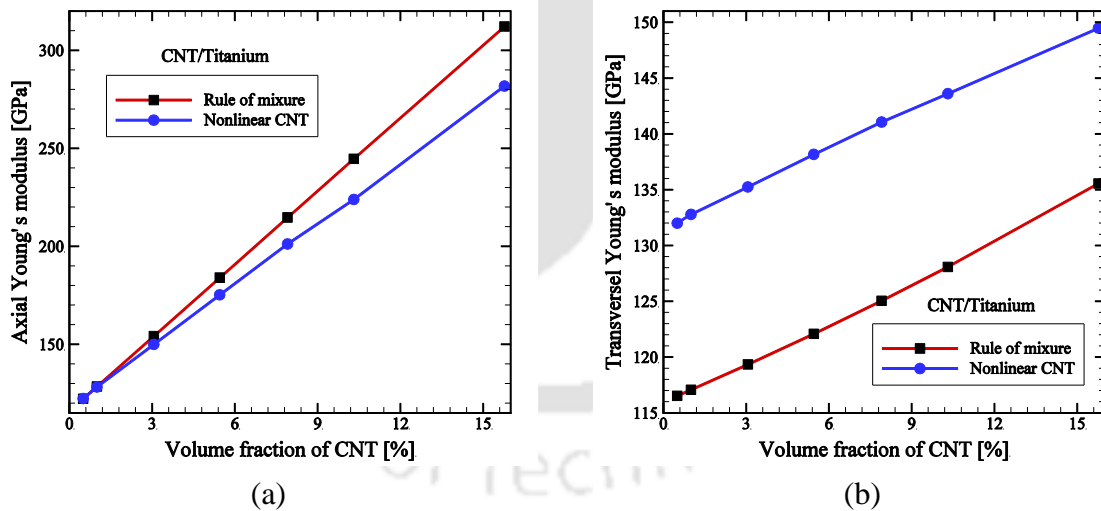 CNT/Titanium
Rule of mixure
Nonlinear CNT
Axial Young's modulus [GPa]
300
250
200
150
0
3
6
9
12
15
Volume fraction of CNT [%]
(a)
CNT/Titanium
Rule of mixure
Nonlinear CNT
Transversel Young's modulus [GPa]
150
145
140
135
130
125
120
115
0
3
6
9
12
15
Volume fraction of CNT [%]
(b)